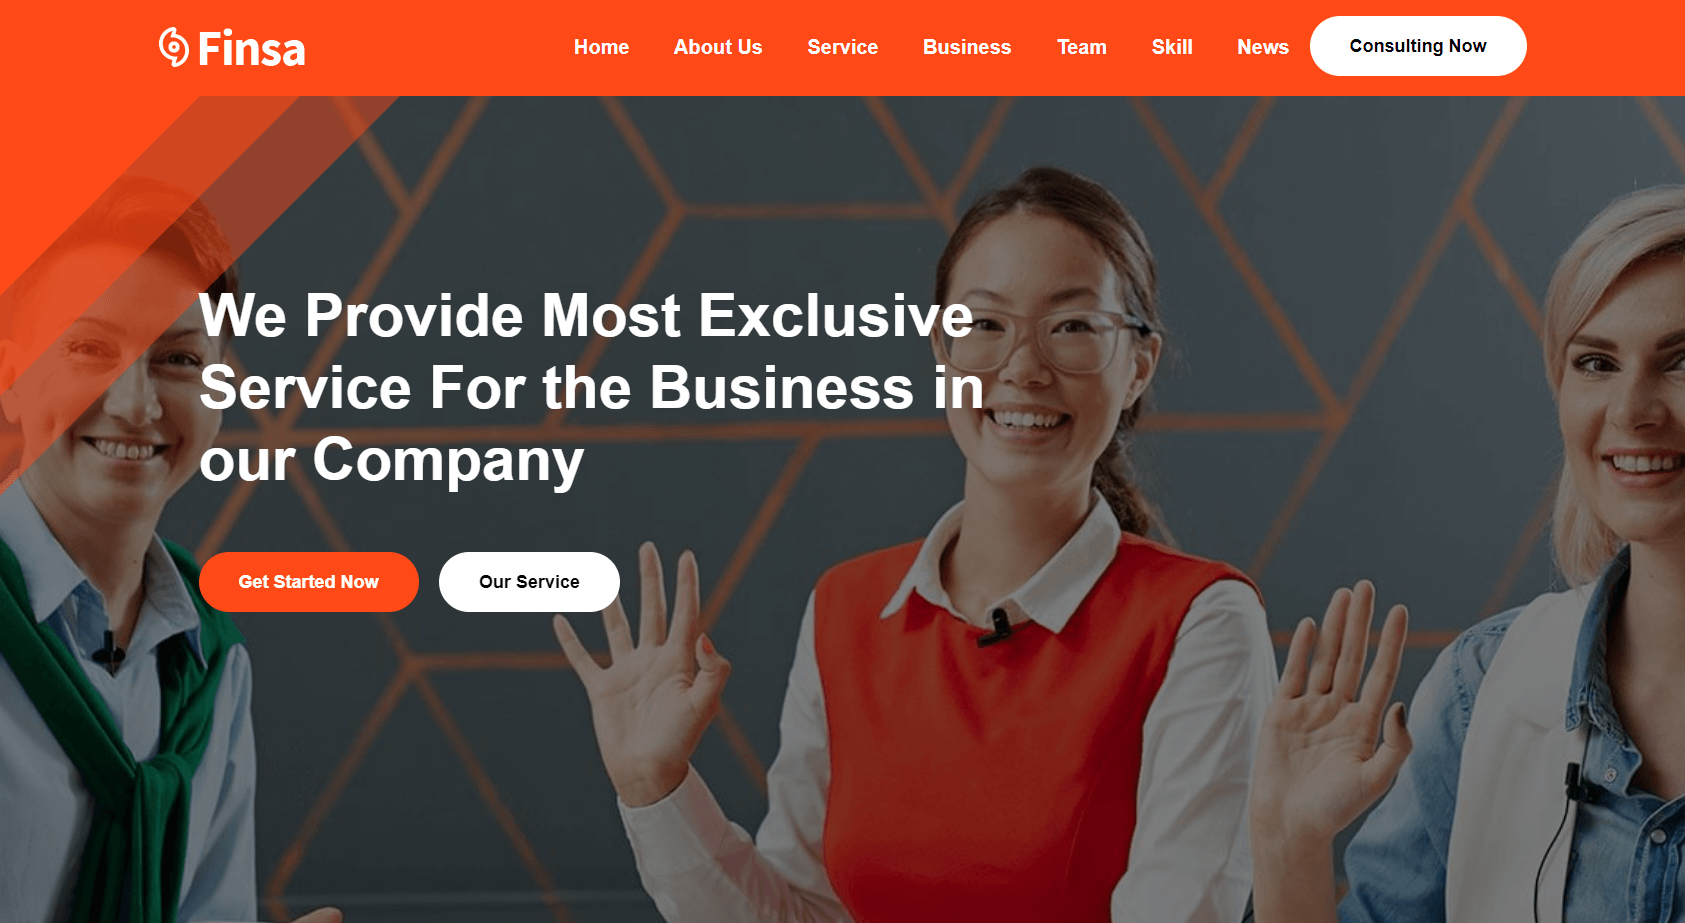 Finsa
Home About Us Service Business Team Skill News Consulting Now
We Provide Most Exclusive
Service For the Business in
our Company
Get Started Now Our Service